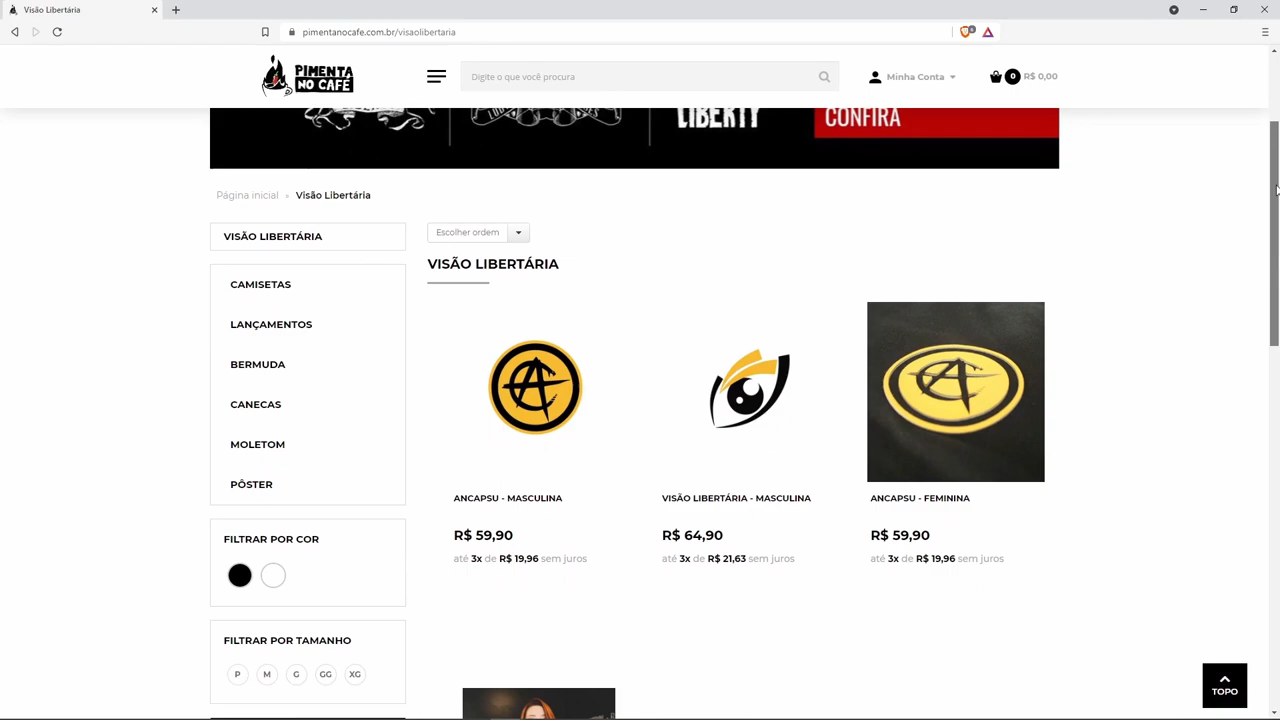 Visão Libertária
pimentanocafe.com.br/visaolibertaria
PIMENTA
NO CAFÉ
Digite o que você procura
Minha Conta
0
R$ 0,00
LIBERTY
CONFIRA
Página inicial » Visão Libertária
VISÃO LIBERTÁRIA
Escolher ordem
VISÃO LIBERTÁRIA
CAMISETAS
LANÇAMENTOS
BERMUDA
CANECAS
MOLETOM
PÔSTER
ANCAPSU - MASCULINA
R$ 59,90
até 3x de R$ 19,96 sem juros
VISÃO LIBERTÁRIA - MASCULINA
R$ 64,90
até 3x de R$ 21,63 sem juros
ANCAPSU - FEMININA
R$ 59,90
até 3x de R$ 19,96 sem juros
FILTRAR POR COR
FILTRAR POR TAMANHO
P M G GG XG
TOPO